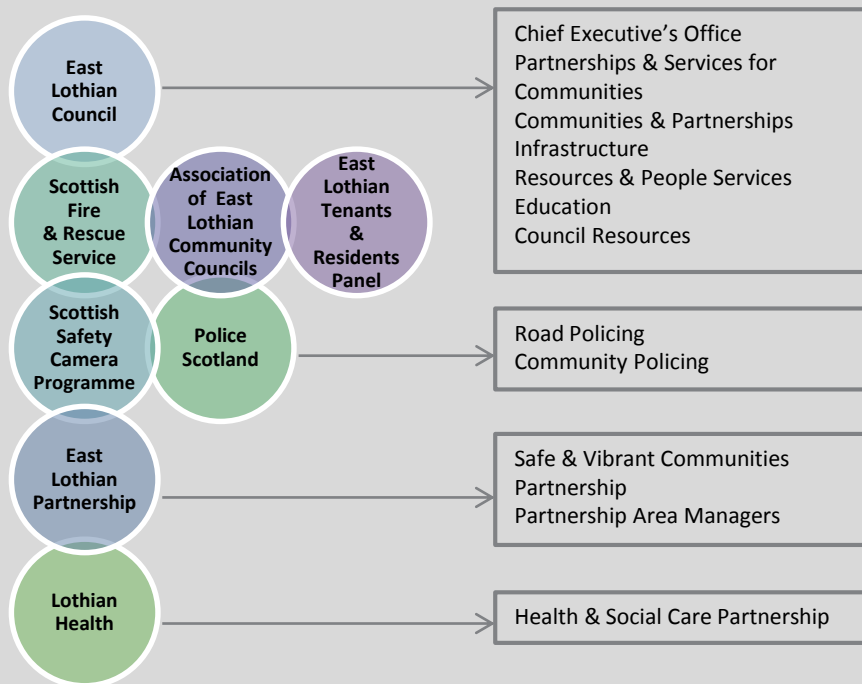 East
Lothian
Council
Chief Executive’s Office
Partnerships & Services for
Communities
Communities & Partnerships
Infrastructure
Resources & People Services
Education
Council Resources
Scottish
Fire
& Rescue
Service
Association
of East
Lothian
Community
Councils
East
Lothian
Tenants
&
Residents
Panel
Scottish
Safety
Camera
Programme
Police
Scotland
Road Policing
Community Policing
East
Lothian
Partnership
Safe & Vibrant Communities
Partnership
Partnership Area Managers
Lothian
Health
Health & Social Care Partnership